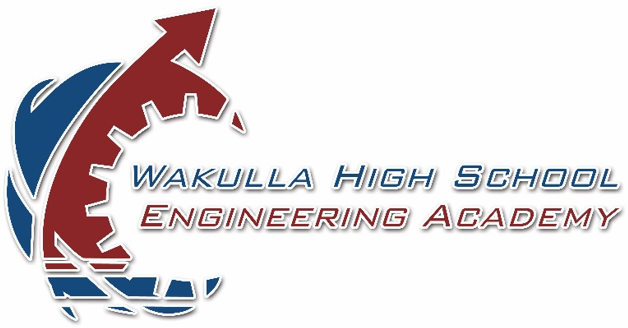 WAKULLA HIGH SCHOOL
ENGINEERING ACADEMY